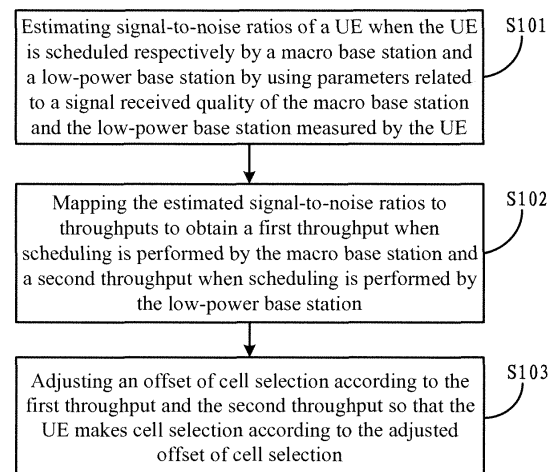 Estimating signal-to-noise ratios of a UE when the UE
is scheduled respectively by a macro base station and
a low-power base station by using parameters related
to a signal received quality of the macro base station
and the low-power base station measured by the UE
S101
Mapping the estimated signal-to-noise ratios to
throughputs to obtain a first throughput when
scheduling is performed by the macro base station and
a second throughput when scheduling is performed by
the low-power base station
S102
Adjusting an offset of cell selection according to the
first throughput and the second throughput so that the
UE makes cell selection according to the adjusted
offset of cell selection
S103